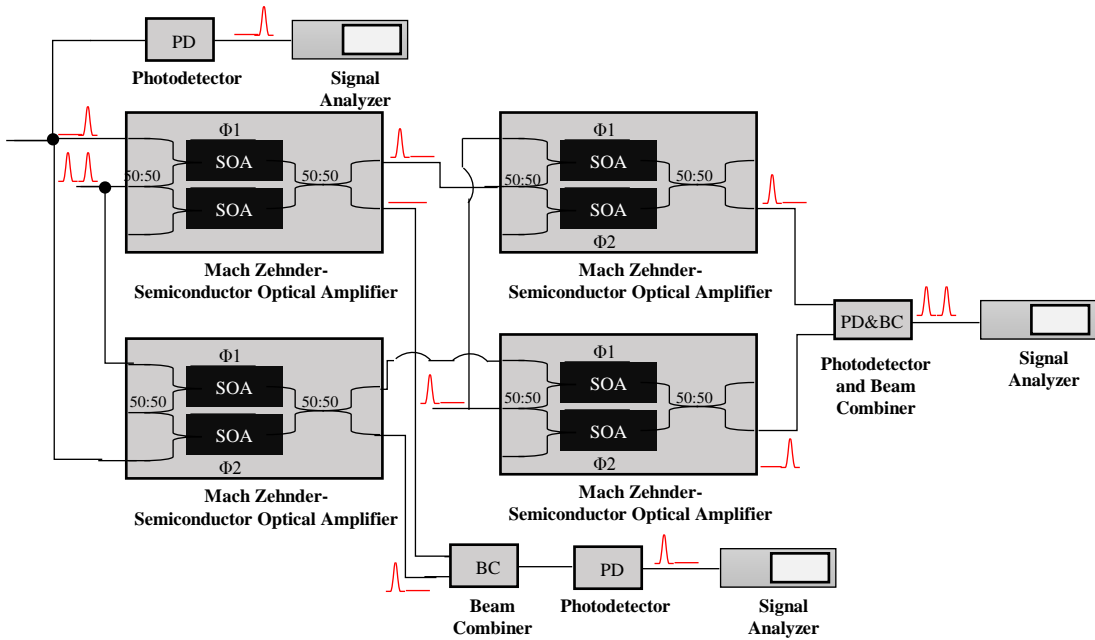 PD
Photodetector
Signal
Analyzer
Φ1
SOA
50:50
50:50
SOA
Mach Zehnder-
Semiconductor Optical Amplifier
Φ1
SOA
50:50
50:50
SOA
Φ2
Mach Zehnder-
Semiconductor Optical Amplifier
PD&BC
Photodetector
and Beam
Combiner
Signal
Analyzer
Φ1
SOA
50:50
50:50
SOA
Φ2
Mach Zehnder-
Semiconductor Optical Amplifier
Φ1
SOA
50:50
50:50
SOA
Φ2
Mach Zehnder-
Semiconductor Optical Amplifier
BC
Beam
Combiner
PD
Photodetector
Signal
Analyzer